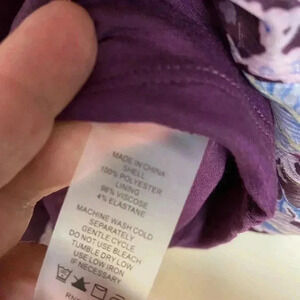 MADE IN CHINA
SHELL
100% POLYESTER
LINING
96% VISCOSE
4% ELASTANE
MACHINE WASH COLD
SEPARATELY
GENTLE CYCLE
DO NOT USE BLEACH
TUMBLE DRY LOW
USE LOW IRON
IF NECESSARY